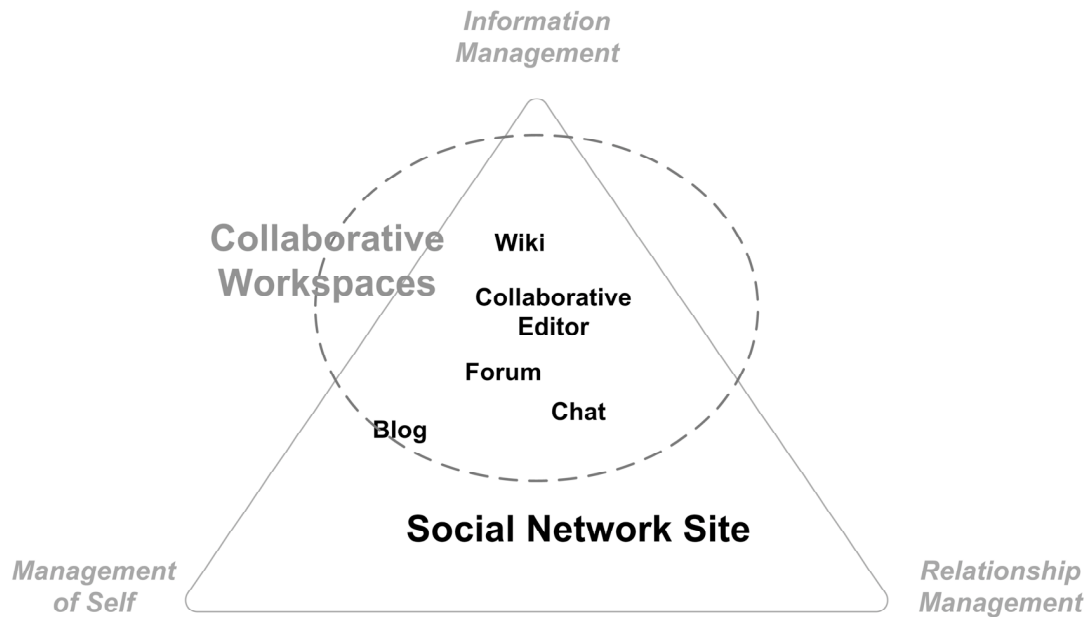 Information
Management
Collaborative
Workspaces
Wiki
Collaborative
Editor
Forum
Chat
Blog
Social Network Site
Management
of Self
Relationship
Management